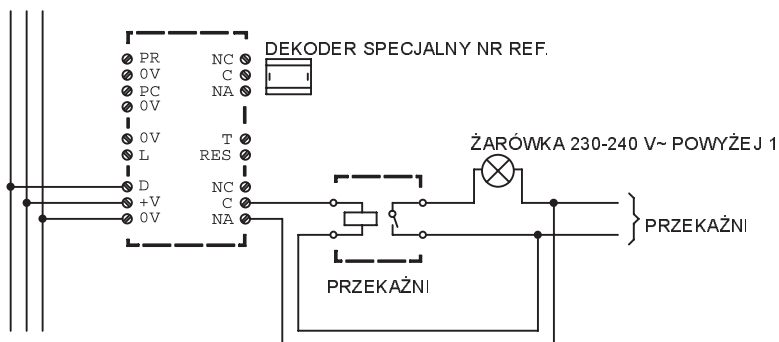 DEKODER SPECJALNY NR REF.
PR NC
0V C
PC NA
0V
0V T
L RES
D NC
+V C
0V NA
ŻARÓWKA 230-240 V~ POWYŻEJ 1
PRZEKAŹNI
PRZEKAŹNI